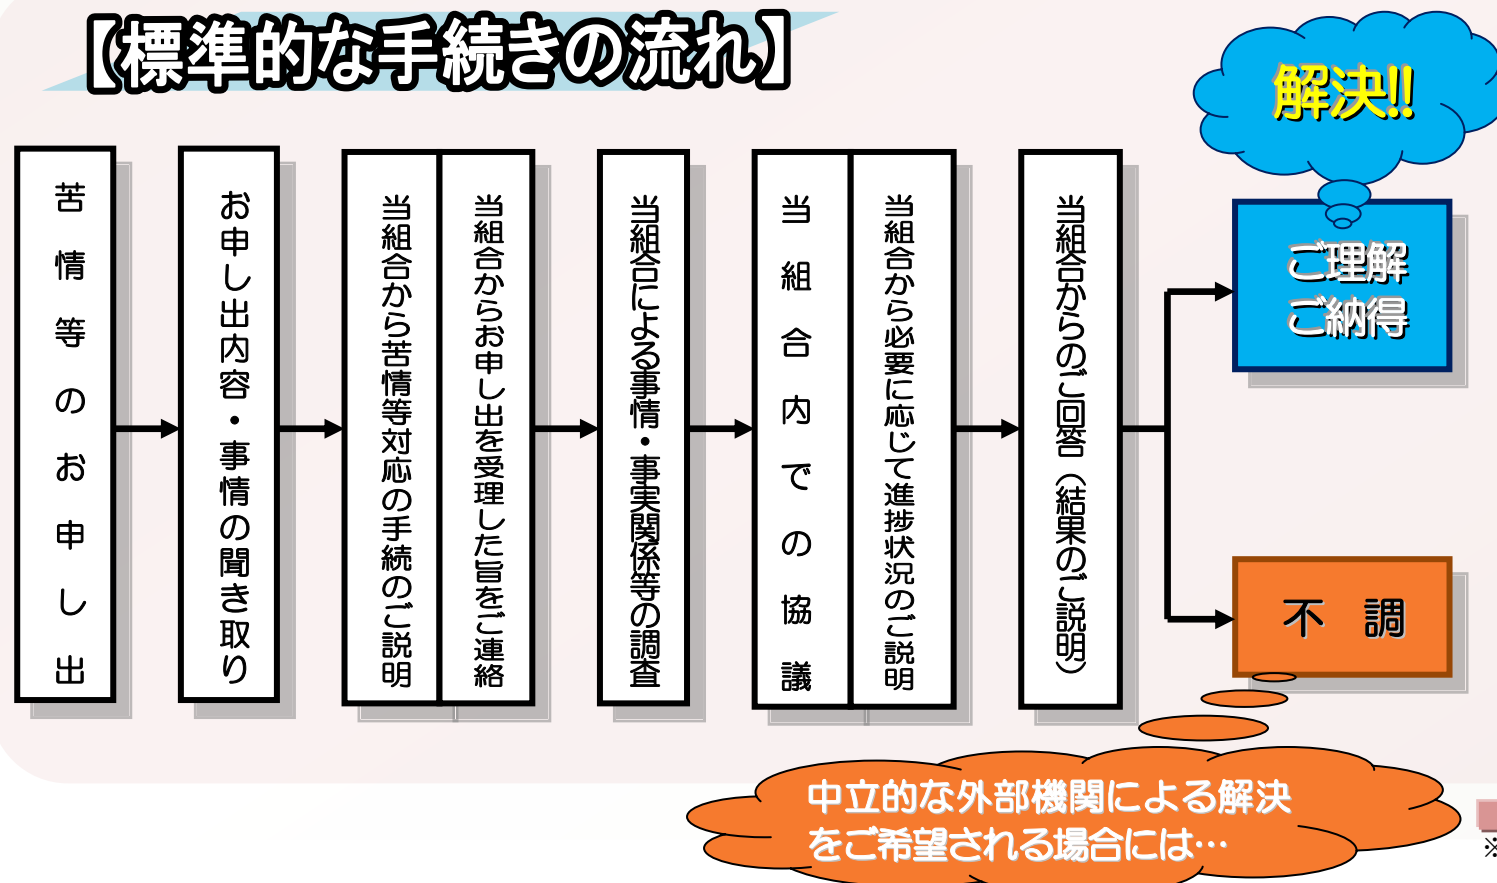 【標準的な手続きの流れ】
苦情等のお申し出
お申し出内容・事情の聞き取り
当組合から苦情等対応の手続のご説明
当組合からお申し出を受理した旨をご連絡
当組合による事情・事実関係等の調査
当組合内での協議
当組合から必要に応じて進捗状況のご説明
当組合からのご回答（結果のご説明）
解決!!
ご理解
ご納得
不　調
中立的な外部機関による解決
をご希望される場合には…
※